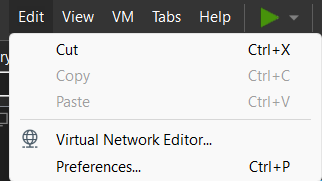 Edit View VM Tabs Help
Cut Ctrl+X
Copy Ctrl+C
Paste Ctrl+V
Virtual Network Editor...
Preferences... Ctrl+P